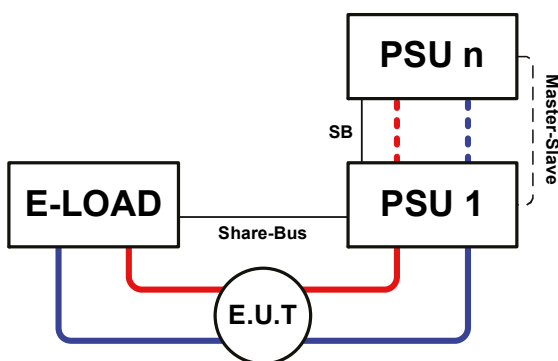 PSU n
Master-Slave
SB
E-LOAD
PSU 1
Share-Bus
E.U.T